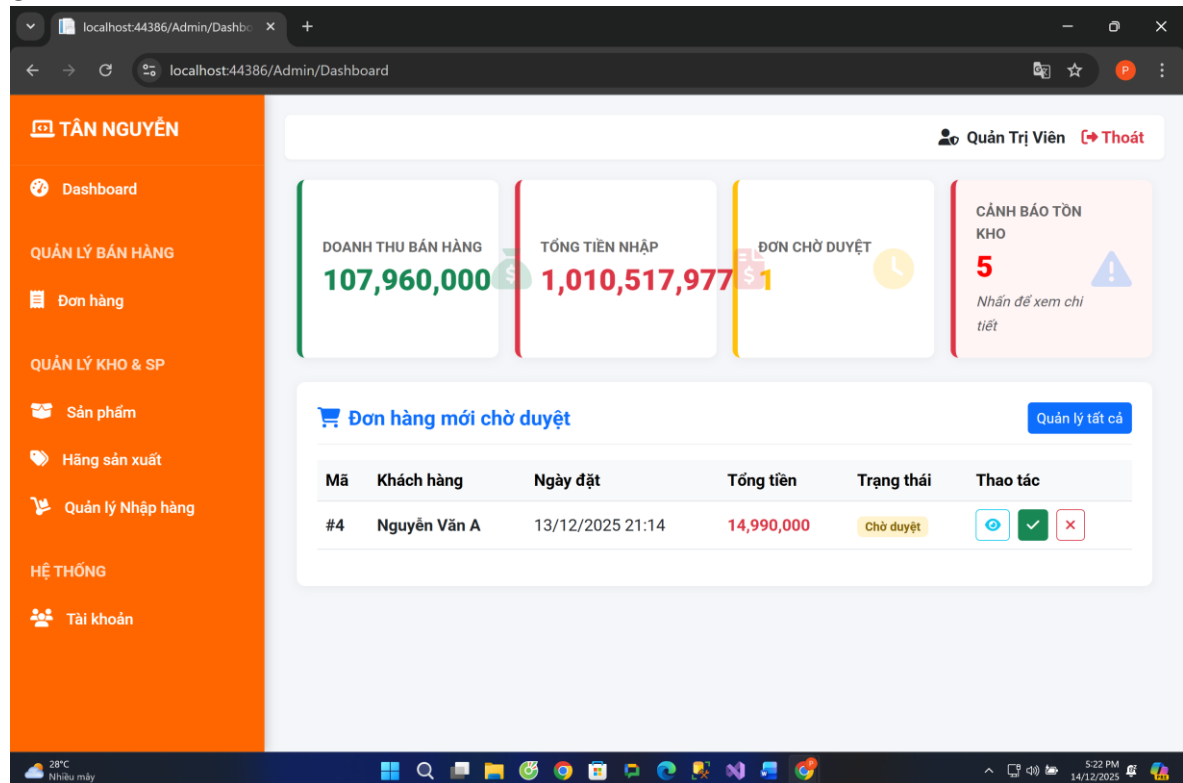 localhost:44386/Admin/Dashbo
localhost:44386/Admin/Dashboard
P
TÂN NGUYỄN
Quản Trị Viên Thoát
Dashboard
QUẢN LÝ BÁN HÀNG
Đơn hàng
QUẢN LÝ KHO & SP
Sản phẩm
Hãng sản xuất
Quản lý Nhập hàng
HỆ THỐNG
Tài khoản
DOANH THU BÁN HÀNG
107,960,000
TỔNG TIỀN NHẬP
1,010,517,977
ĐƠN CHỜ DUYỆT
1
CẢNH BÁO TỒN
KHO
5
Nhấn để xem chi
tiết
Đơn hàng mới chờ duyệt
Quản lý tất cả
Mã Khách hàng Ngày đặt Tổng tiền Trạng thái Thao tác
#4 Nguyễn Văn A 13/12/2025 21:14 14,990,000 Chờ duyệt
28°C
Nhiều mây
5:22 PM
14/12/2025